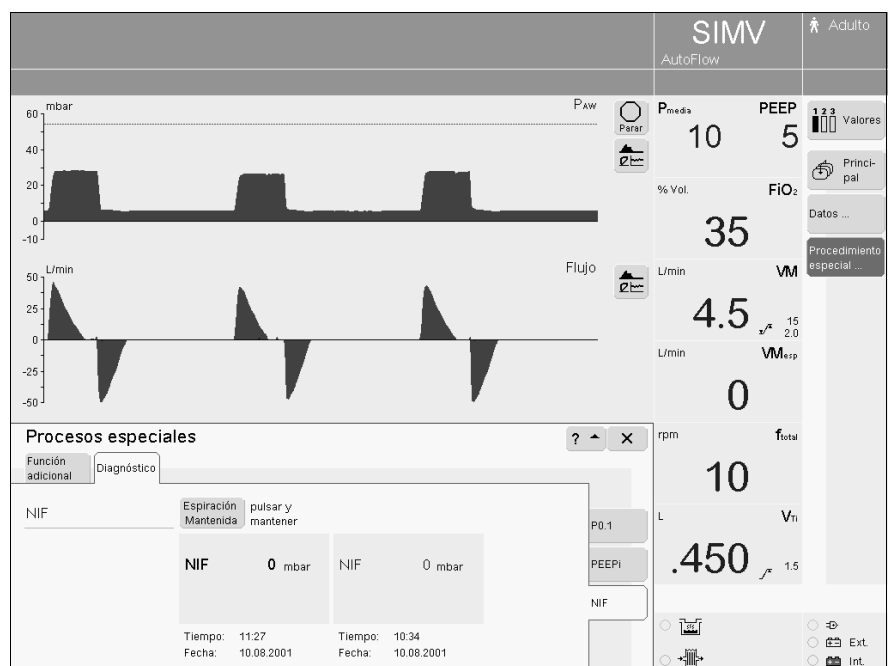 SIMV
AutoFlow
Adulto
mbar
PAW
60
40
20
0
-10
Parar
L/min
Flujo
50
25
0
-25
-50
Pmedia PEEP
10 5
% Vol. FiO2
35
L/min VM
4.5
15
2.0
L/min VMesp
0
rpm ftotal
10
L VTi
.450
1.5
1 2 3
Valores
Princi-
pal
Datos ...
Procedimiento
especial ...
Procesos especiales
? X
Función
adicional
Diagnóstico
NIF
Espiración
Mantenida
pulsar y
mantener
NIF 0 mbar
NIF 0 mbar
Tiempo: 11:27
Fecha: 10.08.2001
Tiempo: 10:34
Fecha: 10.08.2001
P0.1
PEEPi
NIF
Ext.
Int.